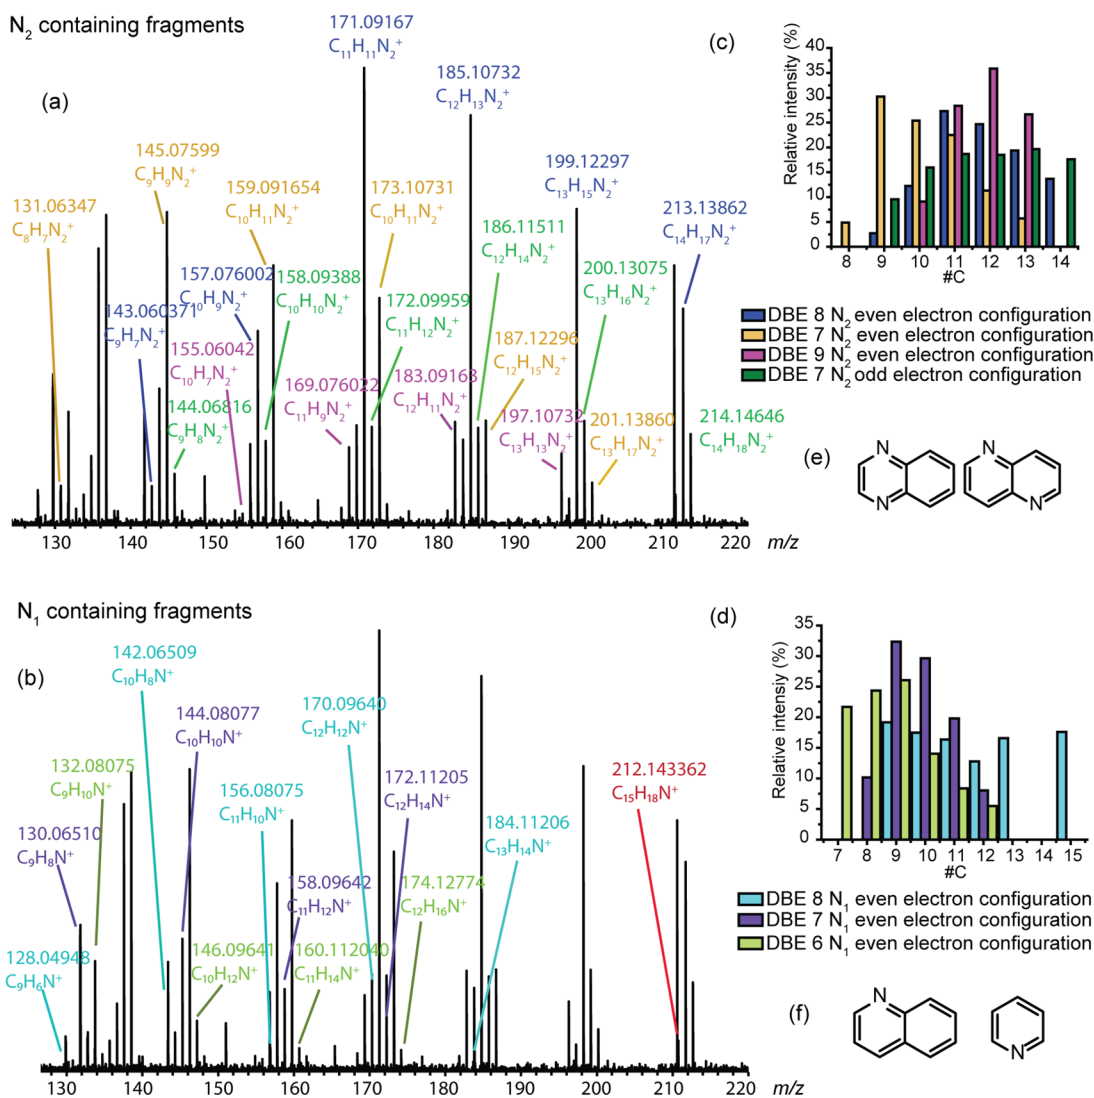 N₂ containing fragments
(a)
171.09167
C₁₁H₁₁N₂⁺
185.10732
C₁₂H₁₃N₂⁺
145.07599
C₉H₉N₂⁺
159.091654
C₁₀H₁₁N₂⁺
173.10731
C₁₀H₁₁N₂⁺
199.12297
C₁₃H₁₅N₂⁺
131.06347
C₈H₇N₂⁺
186.11511
C₁₂H₁₄N₂⁺
213.13862
C₁₄H₁₇N₂⁺
157.076002
C₁₀H₉N₂⁺
158.09388
C₁₀H₁₀N₂⁺
200.13075
C₁₃H₁₆N₂⁺
143.060371
C₉H₇N₂⁺
172.09959
C₁₁H₁₂N₂⁺
155.06042
C₁₀H₇N₂⁺
187.12296
C₁₂H₁₅N₂⁺
169.076022
C₁₁H₉N₂⁺
183.09163
C₁₂H₁₁N₂⁺
144.06816
C₉H₈N₂⁺
197.10732
C₁₃H₁₃N₂⁺
201.13860
C₁₃H₁₇N₂⁺
214.14646
C₁₄H₁₈N₂⁺
130 140 150 160 170 180 190 200 210 220 m/z
(c)
Relative intensity (%)
40
35
30
25
20
15
10
5
0
8 9 10 11 12 13 14
#C
DBE 8 N₂ even electron configuration
DBE 7 N₂ even electron configuration
DBE 9 N₂ even electron configuration
DBE 7 N₂ odd electron configuration
(e)
N
N
N
N
N₁ containing fragments
(b)
142.06509
C₁₀H₈N⁺
144.08077
C₁₀H₁₀N⁺
170.09640
C₁₂H₁₂N⁺
132.08075
C₉H₁₀N⁺
156.08075
C₁₁H₁₀N⁺
172.11205
C₁₂H₁₄N⁺
212.143362
C₁₅H₁₈N⁺
130.06510
C₉H₈N⁺
184.11206
C₁₃H₁₄N⁺
158.09642
C₁₁H₁₂N⁺
174.12774
C₁₂H₁₆N⁺
128.04948
C₉H₆N⁺
146.09641
C₁₀H₁₂N⁺
160.112040
C₁₁H₁₄N⁺
130 140 150 160 170 180 190 200 210 220 m/z
(d)
Relative intensiy (%)
35
30
25
20
15
10
5
0
7 8 9 10 11 12 13 14 15
#C
DBE 8 N₁ even electron configuration
DBE 7 N₁ even electron configuration
DBE 6 N₁ even electron configuration
(f)
N
N